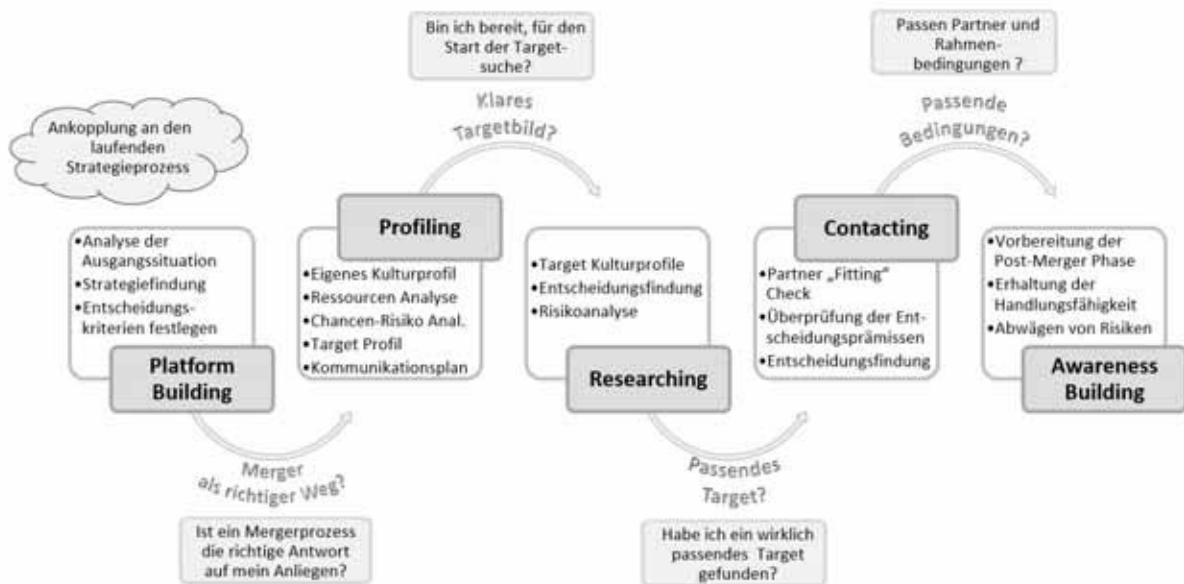 Bin ich bereit, für den
Start der Target-
suche?
Passen Partner und
Rahmen-
bedingungen ?
Klares
Targetbild?
Passende
Bedingungen?
Ankopplung an den
laufenden
Strategieprozess
•Analyse der
Ausgangssituation
•Strategiefindung
•Entscheidungs-
kriterien festlegen
Platform
Building
Profiling
•Eigenes Kulturprofil
•Ressourcen Analyse
•Chancen-Risiko Anal.
•Target Profil
•Kommunikationsplan
•Target Kulturprofile
•Entscheidungsfindung
•Risikoanalyse
Researching
Contacting
•Partner „Fitting“
Check
•Überprüfung der Ent-
scheidungsprämissen
•Entscheidungsfindung
•Vorbereitung der
Post-Merger Phase
•Erhaltung der
Handlungsfähigkeit
•Abwägen von Risiken
Awareness
Building
Merger
als richtiger Weg?
Passendes
Target?
Ist ein Mergerprozess
die richtige Antwort
auf mein Anliegen?
Habe ich ein wirklich
passendes Target
gefunden?